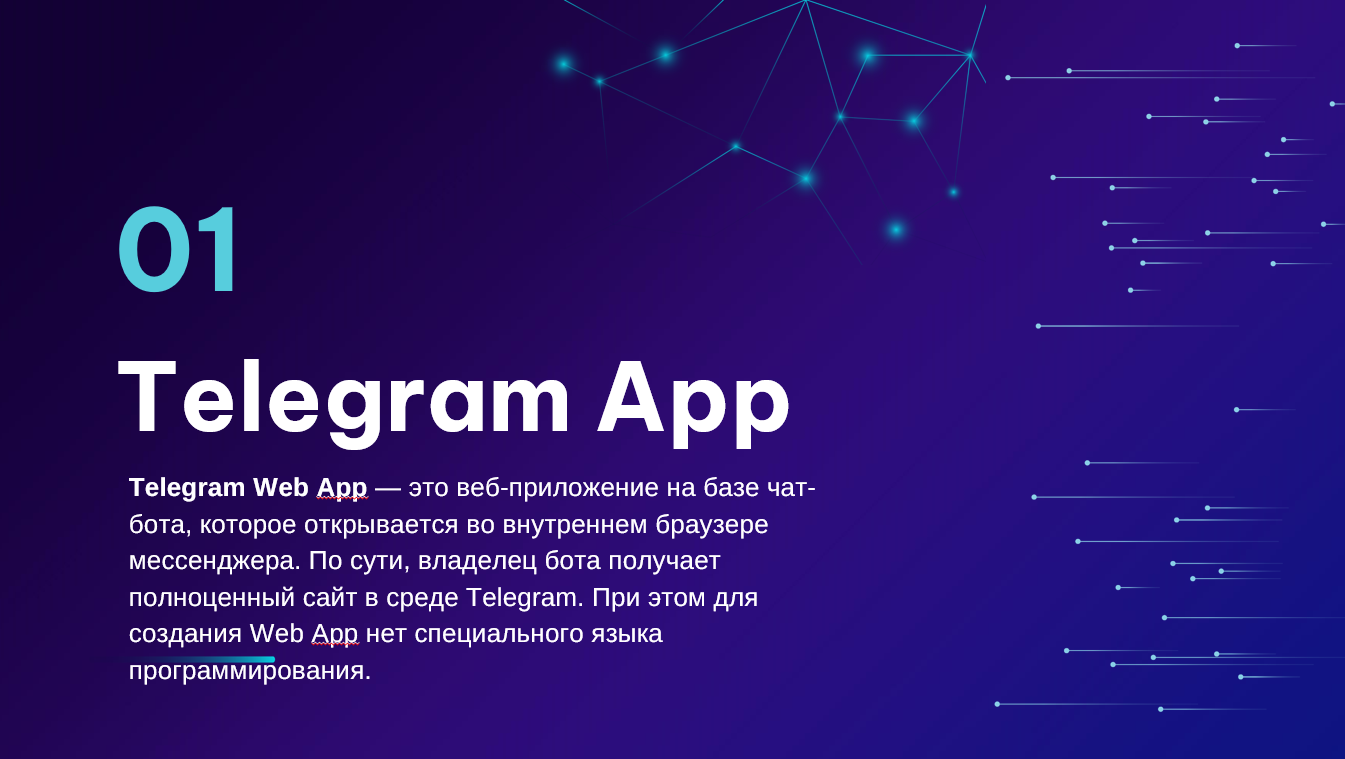 01
Telegram App
Telegram Web App — это веб-приложение на базе чат-
бота, которое открывается во внутреннем браузере
мессенджера. По сути, владелец бота получает
полноценный сайт в среде Telegram. При этом для
создания Web App нет специального языка
программирования.